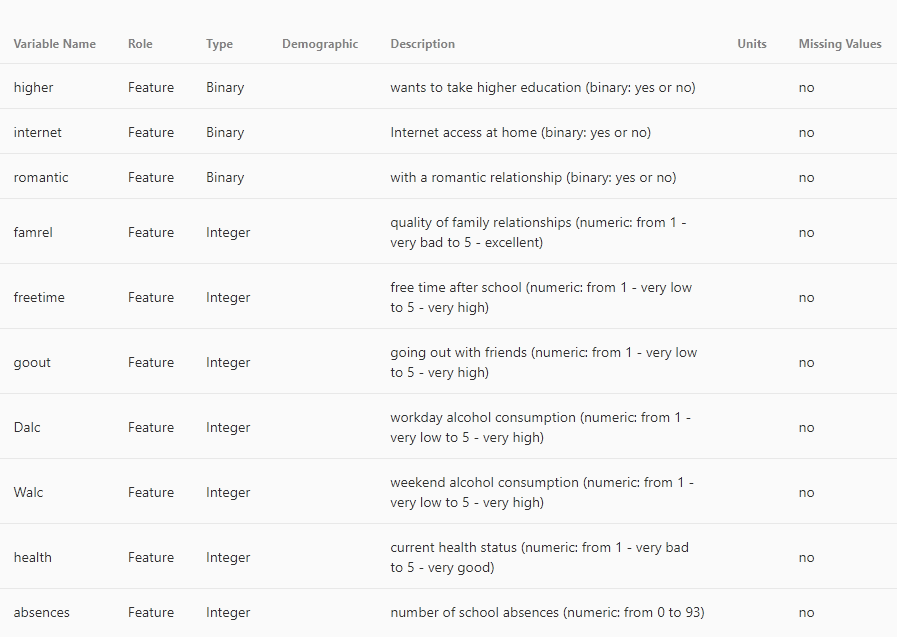 Variable Name Role Type Demographic Description Units Missing Values
higher Feature Binary wants to take higher education (binary: yes or no) no
internet Feature Binary Internet access at home (binary: yes or no) no
romantic Feature Binary with a romantic relationship (binary: yes or no) no
famrel Feature Integer quality of family relationships (numeric: from 1 -
very bad to 5 - excellent) no
freetime Feature Integer free time after school (numeric: from 1 - very low
to 5 - very high) no
goout Feature Integer going out with friends (numeric: from 1 - very low
to 5 - very high) no
Dalc Feature Integer workday alcohol consumption (numeric: from 1 -
very low to 5 - very high) no
Walc Feature Integer weekend alcohol consumption (numeric: from 1 -
very low to 5 - very high) no
health Feature Integer current health status (numeric: from 1 - very bad
to 5 - very good) no
absences Feature Integer number of school absences (numeric: from 0 to 93) no